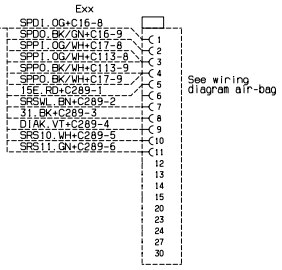 Exx
SPDI.OG+C16-8
SPDO.BK/GN+C16-9
SPPI.OG/WH+C17-8
SPPI.OG/WH+C113-8
SPPO.BK/WH+C113-9
SPPO.BK/WH+C17-9
15E.RD+C289-1
SRSWL.BN+C289-2
31.BK+C289-3
DIAK.VT+C289-4
SRS10.WH+C289-5
SRS11.GN+C289-6
1
2
3
4
5
6
7
8
9
10
11
12
13
14
15
20
23
24
27
30
See wiring
diagram air-bag